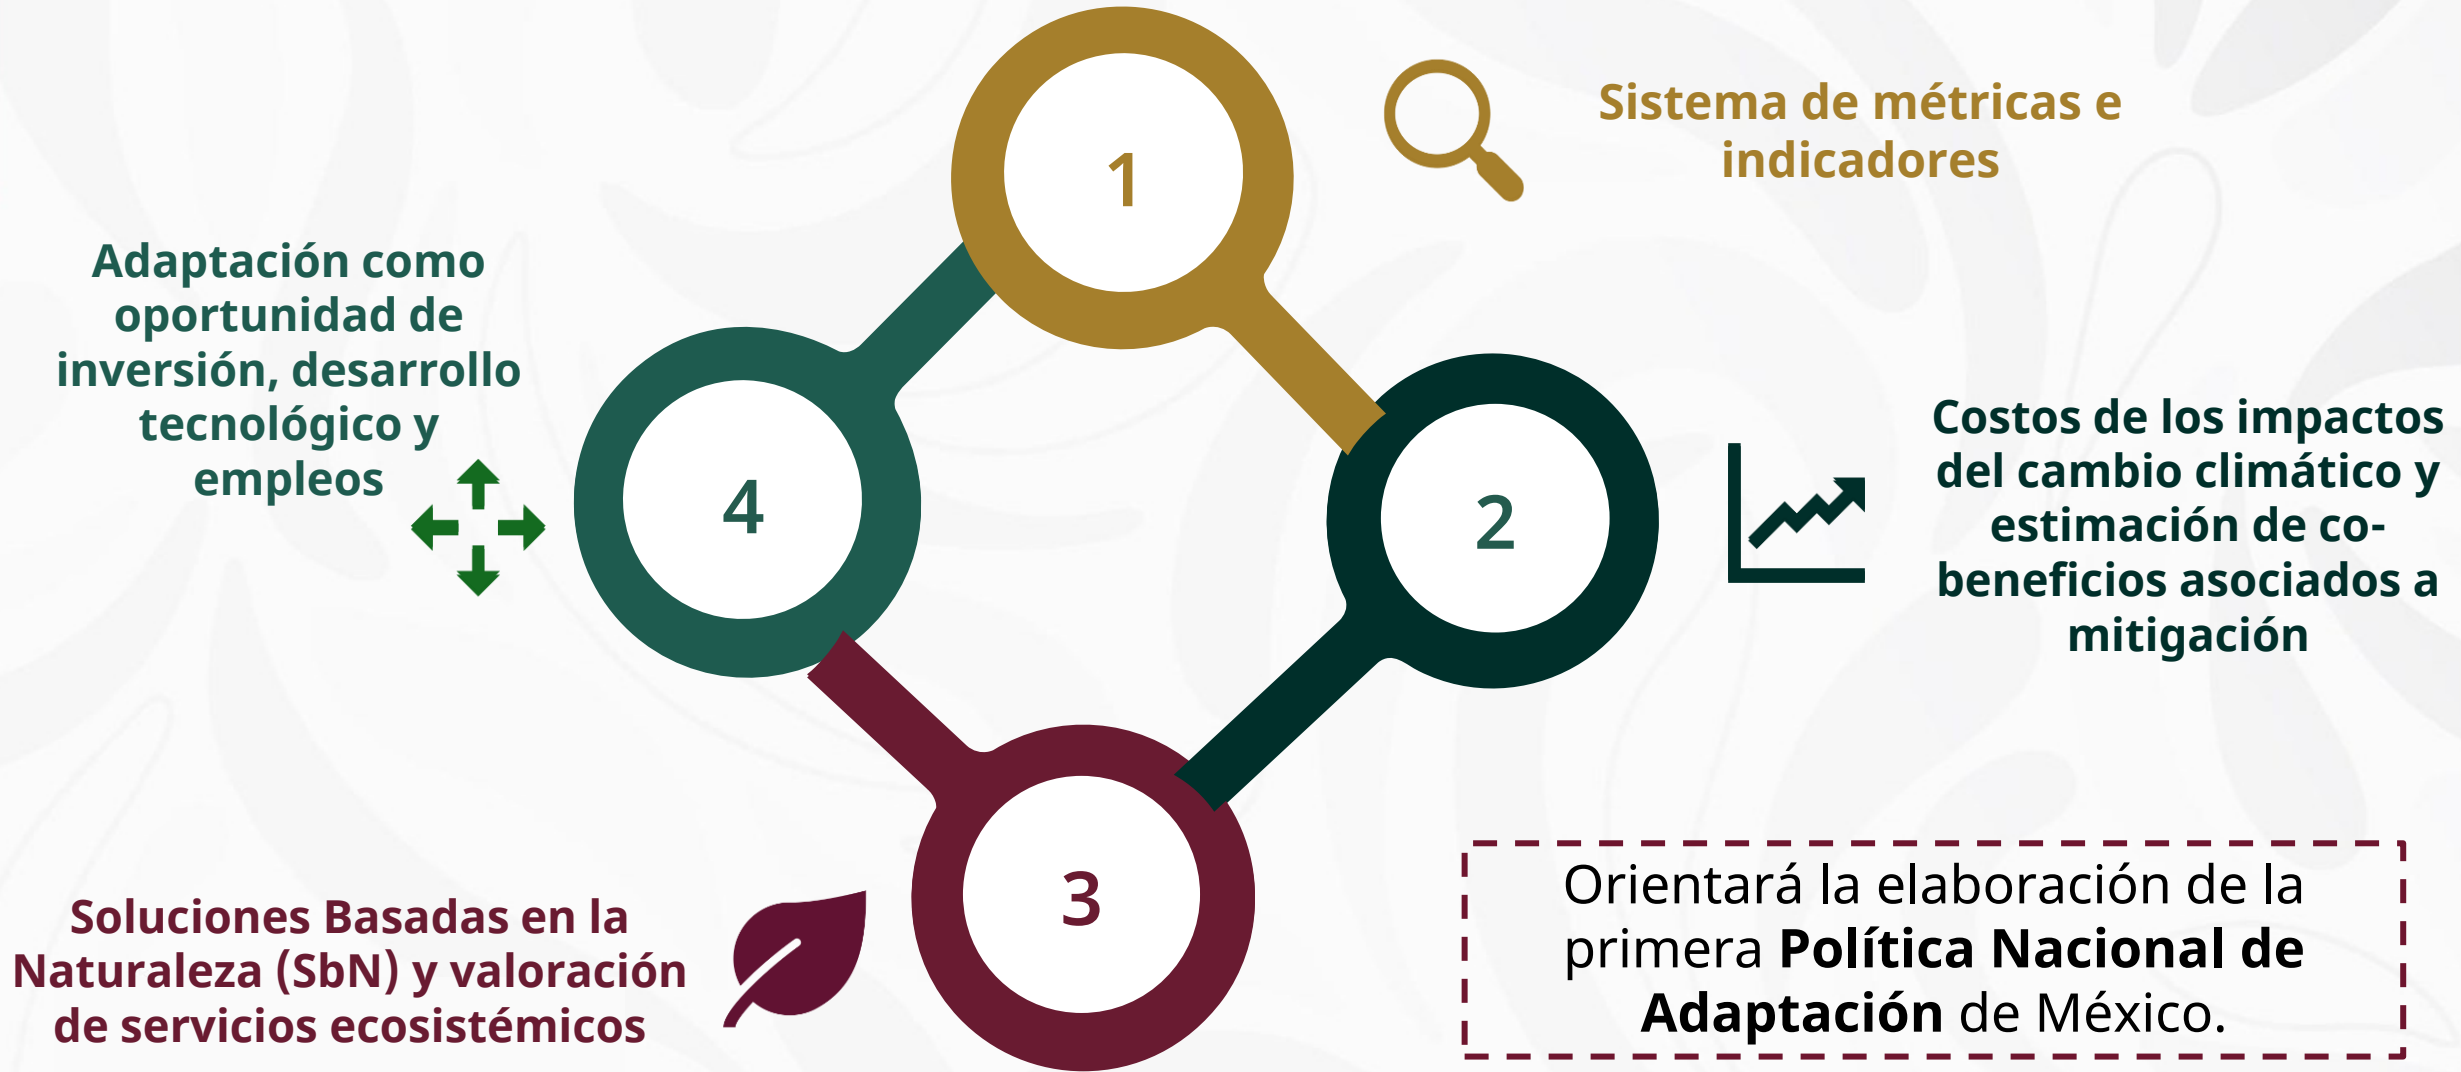 1
Sistema de métricas e
indicadores
2
Costos de los impactos
del cambio climático y
estimación de co-
beneficios asociados a
mitigación
3
Soluciones Basadas en la
Naturaleza (SbN) y valoración
de servicios ecosistémicos
4
Adaptación como
oportunidad de
inversión, desarrollo
tecnológico y
empleos
Orientará la elaboración de la
primera Política Nacional de
Adaptación de México.